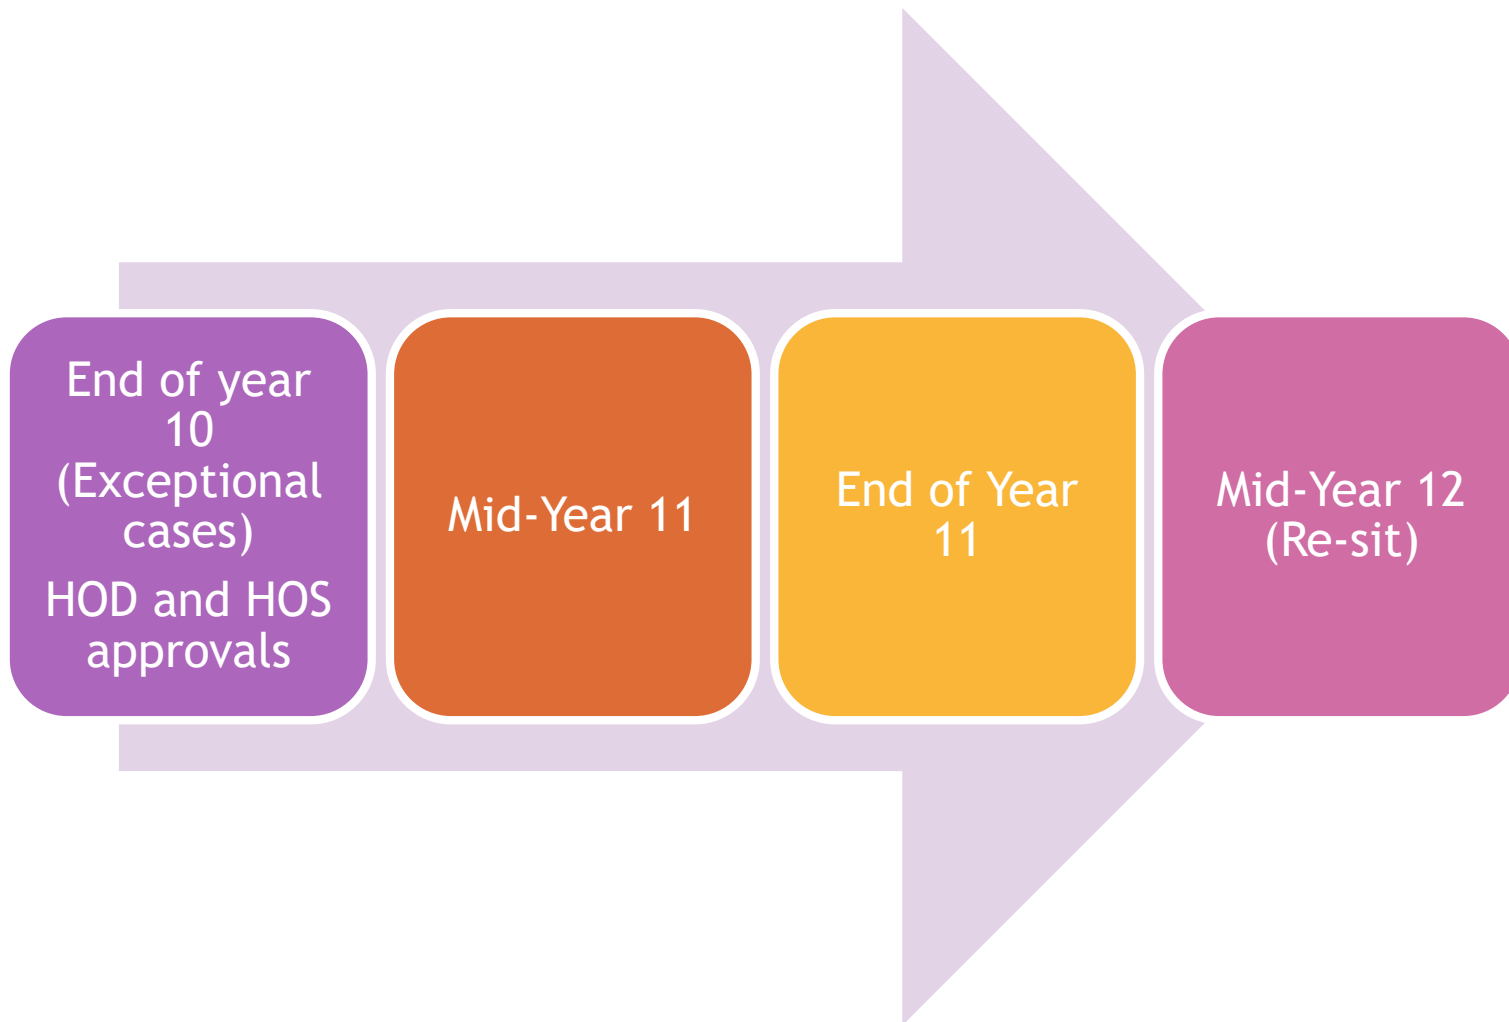 End of year
10
(Exceptional
cases)
HOD and HOS
approvals
Mid-Year 11
End of Year
11
Mid-Year 12
(Re-sit)